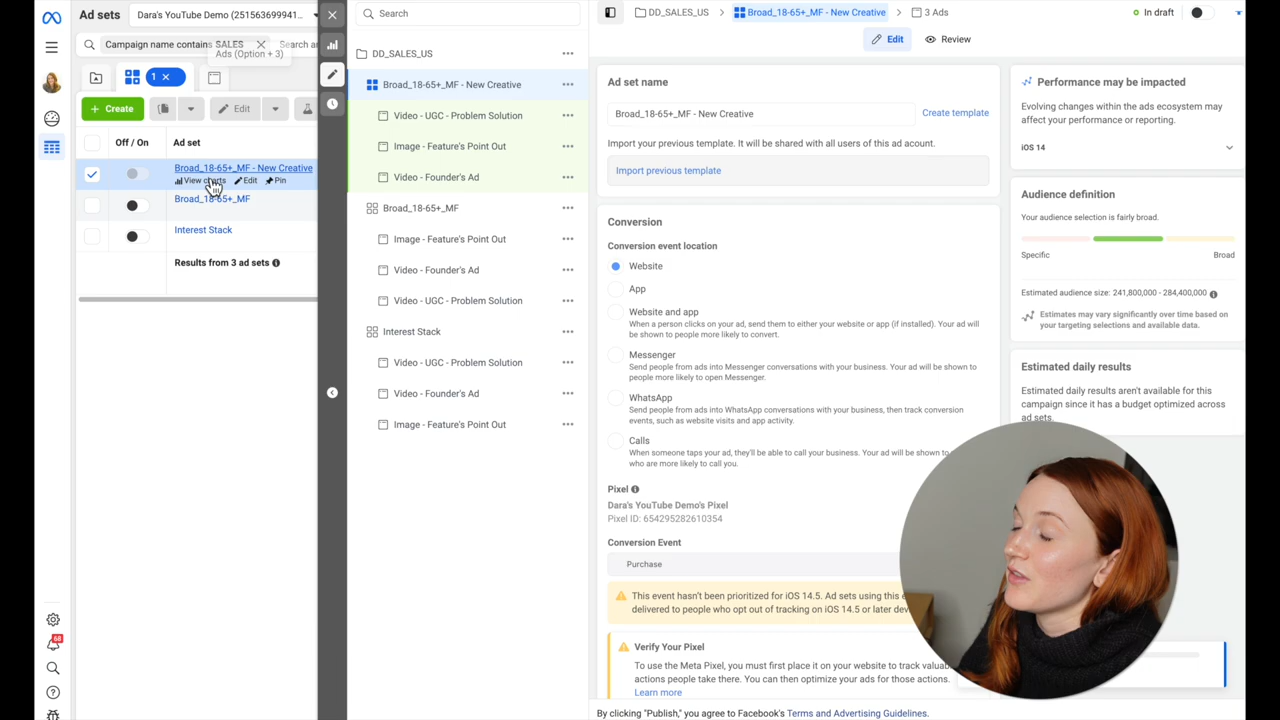 Ad sets
Dara's YouTube Demo (25156369941...
Campaign name contains SALES
Search an
Ads (Option + 3)
1
Create
Edit
Off / On
Ad set
Broad_18-65+_MF - New Creative
View charts
Edit
Pin
Broad_18-65+_MF
Interest Stack
Results from 3 ad sets
68
Search
DD_SALES_US
Broad_18-65+_MF - New Creative
Video - UGC - Problem Solution
Image - Feature's Point Out
Video - Founder's Ad
Broad_18-65+_MF
Image - Feature's Point Out
Video - Founder's Ad
Video - UGC - Problem Solution
Interest Stack
Video - UGC - Problem Solution
Video - Founder's Ad
Image - Feature's Point Out
DD_SALES_US
Broad_18-65+_MF - New Creative
3 Ads
In draft
Edit
Review
Ad set name
Broad_18-65+_MF - New Creative
Create template
Import your previous template. It will be shared with all users of this ad acount.
Import previous template
Conversion
Conversion event location
Website
App
Website and app
When a person clicks on your ad, send them to either your website or app (if installed). Your ad will
be shown to people more likely to convert.
Messenger
Send people from ads into Messenger conversations with your business. Your ad will be shown to
people more likely to open Messenger.
WhatsApp
Send people from ads into WhatsApp conversations with your business, then track conversion
events, such as website visits and app activity.
Calls
When someone taps your ad, they'll be able to call your business. Your ad will be shown to
who are more likely to call you.
Pixel
Dara's YouTube Demo's Pixel
Pixel ID: 654295282610354
Conversion Event
Purchase
This event hasn't been prioritized for iOS 14.5. Ad sets using this e
delivered to people who opt out of tracking on iOS 14.5 or later dev
Verify Your Pixel
To use the Meta Pixel, you must first place it on your website to track valuab
actions people take there. You can then optimize your ads for those actions.
Learn more
By clicking "Publish," you agree to Facebook's Terms and Advertising Guidelines.
Performance may be impacted
Evolving changes within the ads ecosystem may
affect your performance or reporting.
iOS 14
Audience definition
Your audience selection is fairly broad.
Specific
Broad
Estimated audience size: 241,800,000 - 284,400,000
Estimates may vary significantly over time based on
your targeting selections and available data.
Estimated daily results
Estimated daily results aren't available for this
campaign since it has a budget optimized across
ad sets.